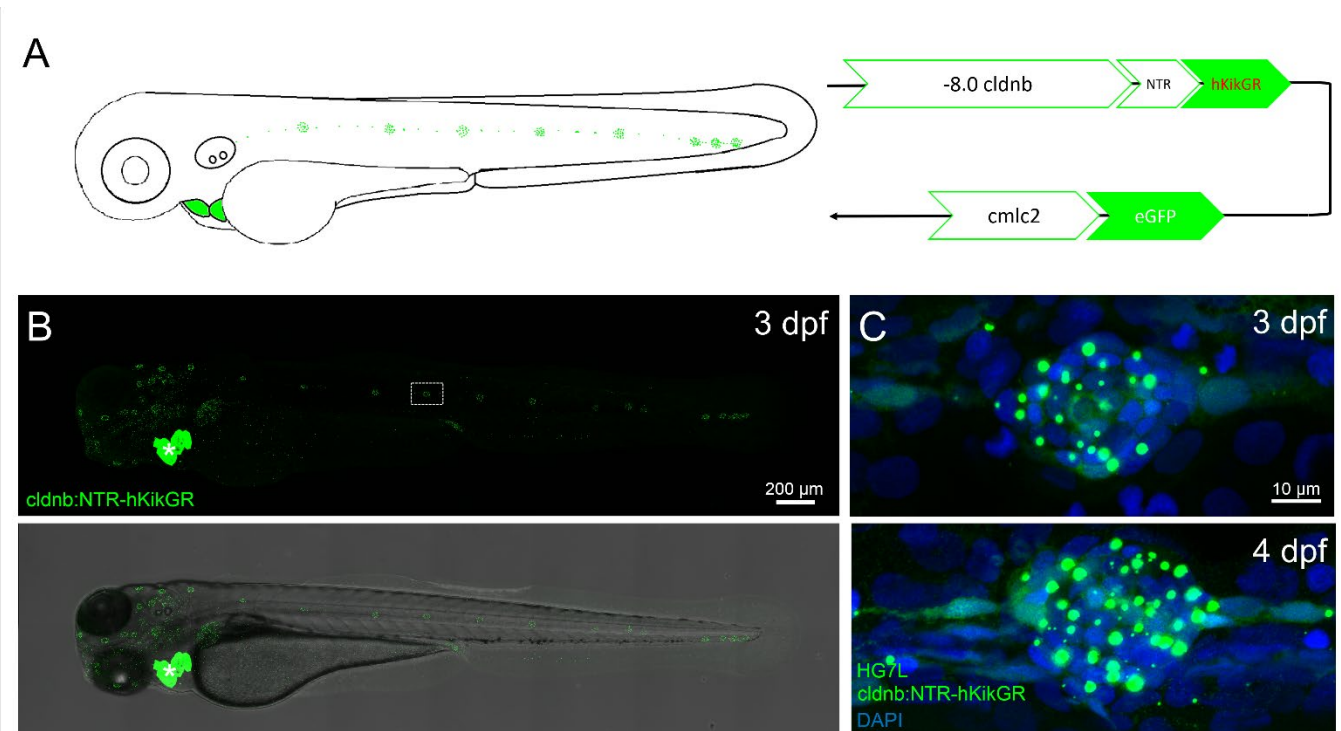 A
-8.0 cldnb
NTR
hKikGR
cmlc2
eGFP
B
3 dpf
*
cldnb:NTR-hKikGR
200 µm
*
C
3 dpf
10 µm
4 dpf
HG7L
cldnb:NTR-hKikGR
DAPI